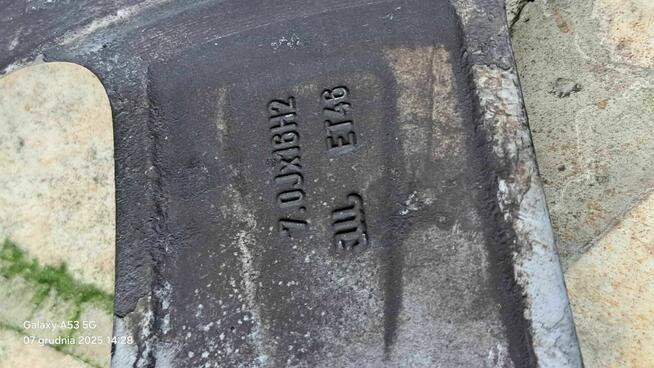 7.0Jx16H2
ET46
Galaxy A53 5G
07 grudnia 2025 14:28